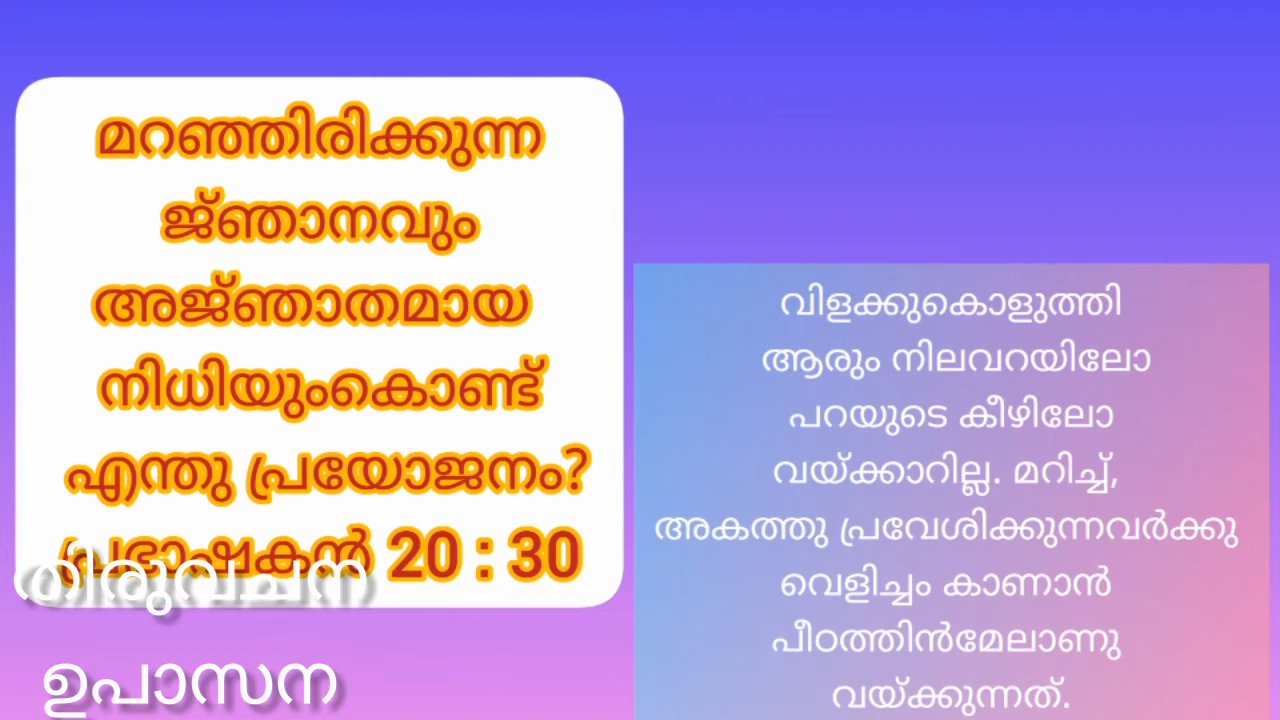 മറഞ്ഞിരിക്കുന്ന
ജ്ഞാനവും
അജ്ഞാതമായ
നിധിയുംകൊണ്ട്
എന്തു പ്രയോജനം?
പ്രഭാഷകൻ 20 : 30
തിരുവചന
ഉപാസന
വിളക്കുകൊളുത്തി
ആരും നിലവറയിലോ
പറയുടെ കീഴിലോ
വയ്ക്കാറില്ല. മറിച്ച്,
അകത്തു പ്രവേശിക്കുന്നവർക്കു
വെളിച്ചം കാണാൻ
പീഠത്തിൻമേലാണു
വയ്ക്കുന്നത്.